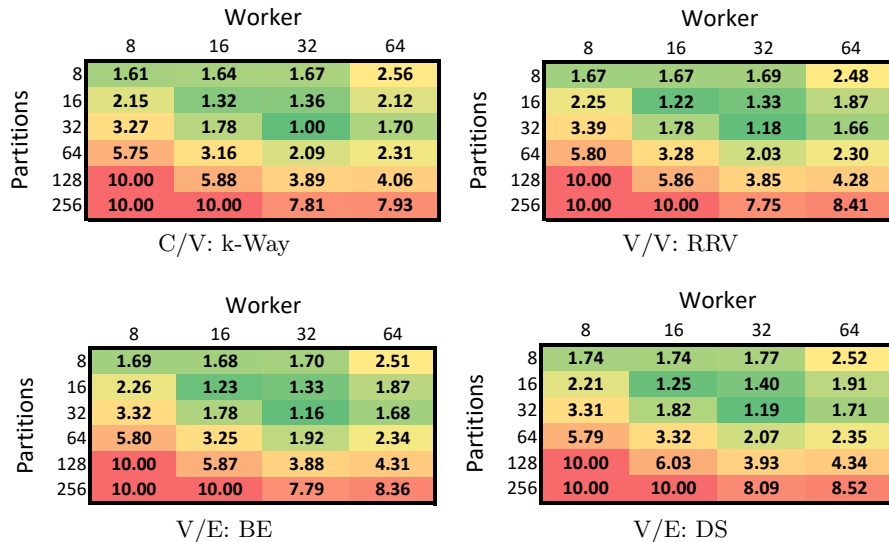 Worker
8 16 32 64
Partitions
8 1.61 1.64 1.67 2.56
16 2.15 1.32 1.36 2.12
32 3.27 1.78 1.00 1.70
64 5.75 3.16 2.09 2.31
128 10.00 5.88 3.89 4.06
256 10.00 10.00 7.81 7.93
C/V: k-Way
Worker
8 16 32 64
Partitions
8 1.67 1.67 1.69 2.48
16 2.25 1.22 1.33 1.87
32 3.39 1.78 1.18 1.66
64 5.80 3.28 2.03 2.30
128 10.00 5.86 3.85 4.28
256 10.00 10.00 7.75 8.41
V/V: RRV
Worker
8 16 32 64
Partitions
8 1.69 1.68 1.70 2.51
16 2.26 1.23 1.33 1.87
32 3.32 1.78 1.16 1.68
64 5.80 3.25 1.92 2.34
128 10.00 5.87 3.88 4.31
256 10.00 10.00 7.79 8.36
V/E: BE
Worker
8 16 32 64
Partitions
8 1.74 1.74 1.77 2.52
16 2.21 1.25 1.40 1.91
32 3.31 1.82 1.19 1.71
64 5.79 3.32 2.07 2.35
128 10.00 6.03 3.93 4.34
256 10.00 10.00 8.09 8.52
V/E: DS